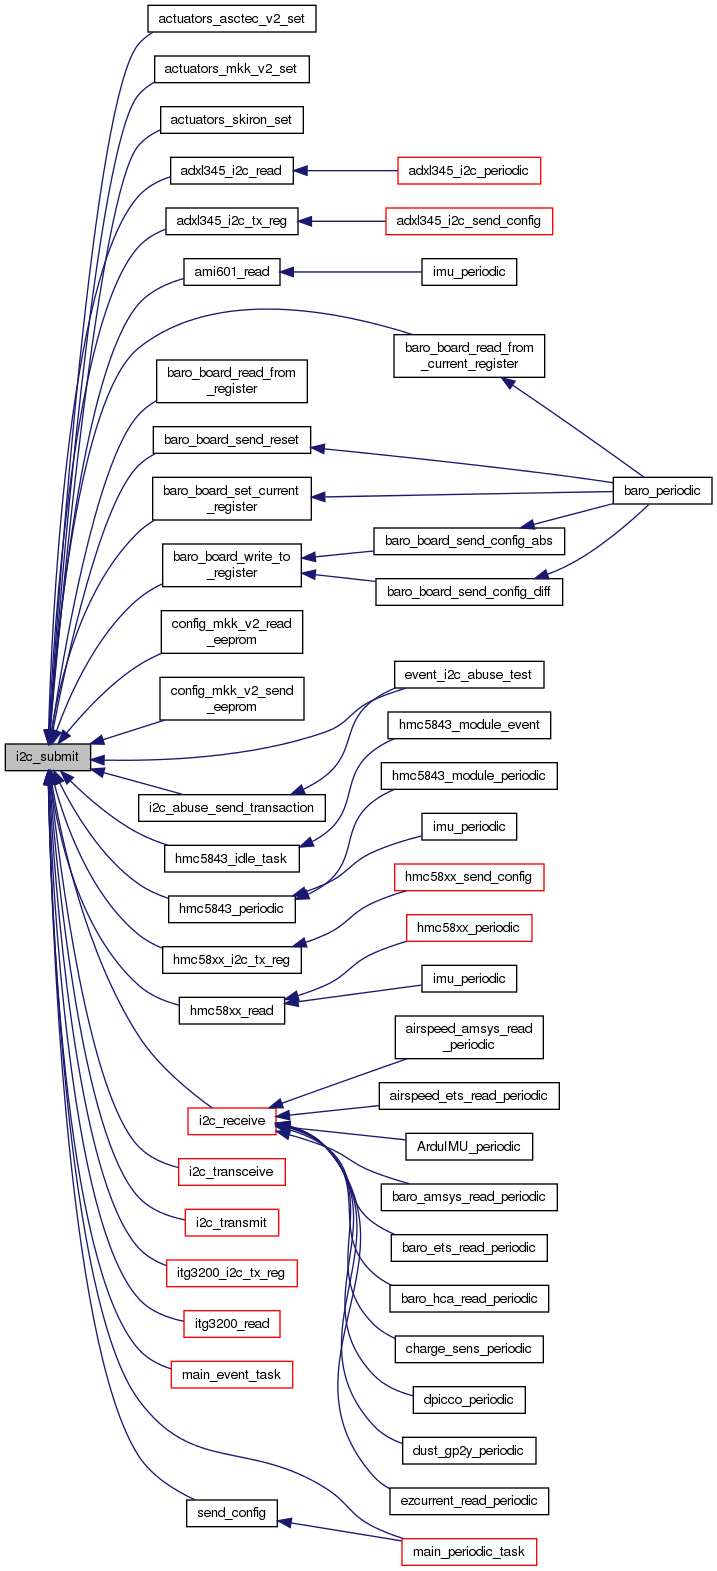 actuators_asctec_v2_set
actuators_mkk_v2_set
actuators_skiron_set
adxl345_i2c_read
adxl345_i2c_periodic
adxl345_i2c_tx_reg
adxl345_i2c_send_config
ami601_read
imu_periodic
baro_board_read_from
_current_register
baro_board_read_from
_register
baro_board_send_reset
baro_board_set_current
_register
baro_periodic
baro_board_send_config_abs
baro_board_write_to
_register
baro_board_send_config_diff
config_mkk_v2_read
_eeprom
event_i2c_abuse_test
config_mkk_v2_send
_eeprom
hmc5843_module_event
i2c_submit
hmc5843_module_periodic
i2c_abuse_send_transaction
imu_periodic
hmc5843_idle_task
hmc58xx_send_config
hmc5843_periodic
hmc58xx_periodic
hmc58xx_i2c_tx_reg
imu_periodic
hmc58xx_read
airspeed_amsys_read
_periodic
airspeed_ets_read_periodic
i2c_receive
ArduIMU_periodic
i2c_transceive
baro_amsys_read_periodic
i2c_transmit
baro_ets_read_periodic
itg3200_i2c_tx_reg
baro_hca_read_periodic
itg3200_read
charge_sens_periodic
main_event_task
dpicco_periodic
dust_gp2y_periodic
ezcurrent_read_periodic
send_config
main_periodic_task